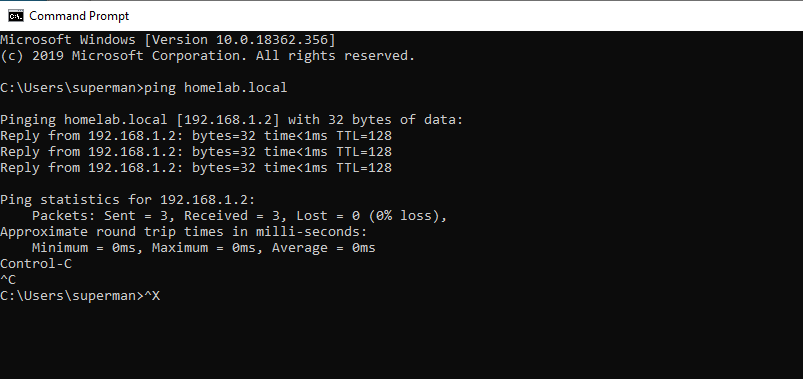 Command Prompt
Microsoft Windows [Version 10.0.18362.356]
(c) 2019 Microsoft Corporation. All rights reserved.
C:\Users\superman>ping homelab.local
Pinging homelab.local [192.168.1.2] with 32 bytes of data:
Reply from 192.168.1.2: bytes=32 time<1ms TTL=128
Reply from 192.168.1.2: bytes=32 time<1ms TTL=128
Reply from 192.168.1.2: bytes=32 time<1ms TTL=128
Ping statistics for 192.168.1.2:
    Packets: Sent = 3, Received = 3, Lost = 0 (0% loss),
Approximate round trip times in milli-seconds:
    Minimum = 0ms, Maximum = 0ms, Average = 0ms
Control-C
^C
C:\Users\superman>^X